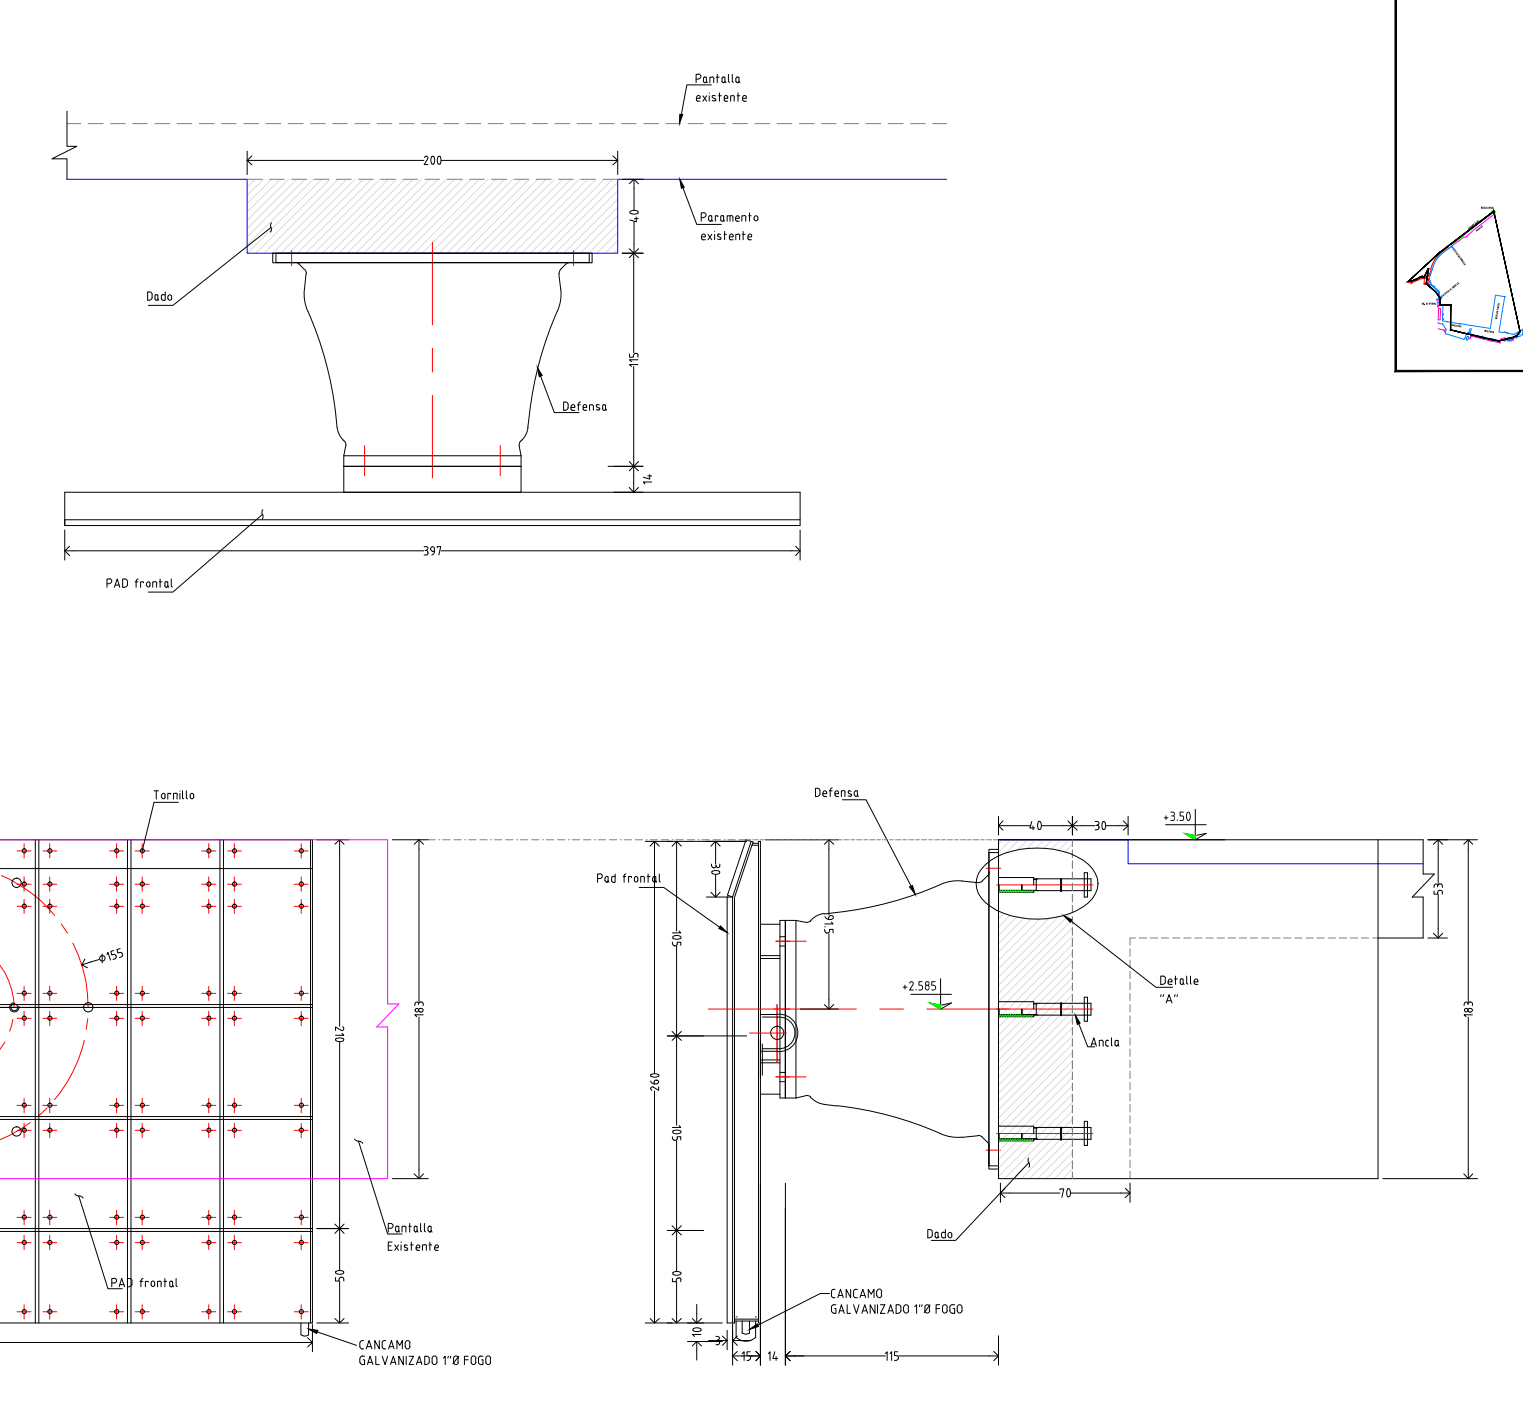 Pantalla
existente
200
40
Paramento
existente
Dado
115
Defensa
14
397
PAD frontal
Tornillo
Defensa
+3.50
40
30
30
Pad frontal
53
105
91.5
Ø155
Detalle
"A"
+2.585
183
210
183
Ancla
260
105
70
Pantalla
Existente
Dado
50
50
PAD frontal
CANCAMO
GALVANIZADO 1"Ø FOGO
10
3
CANCAMO
GALVANIZADO 1"Ø FOGO
15
14
115